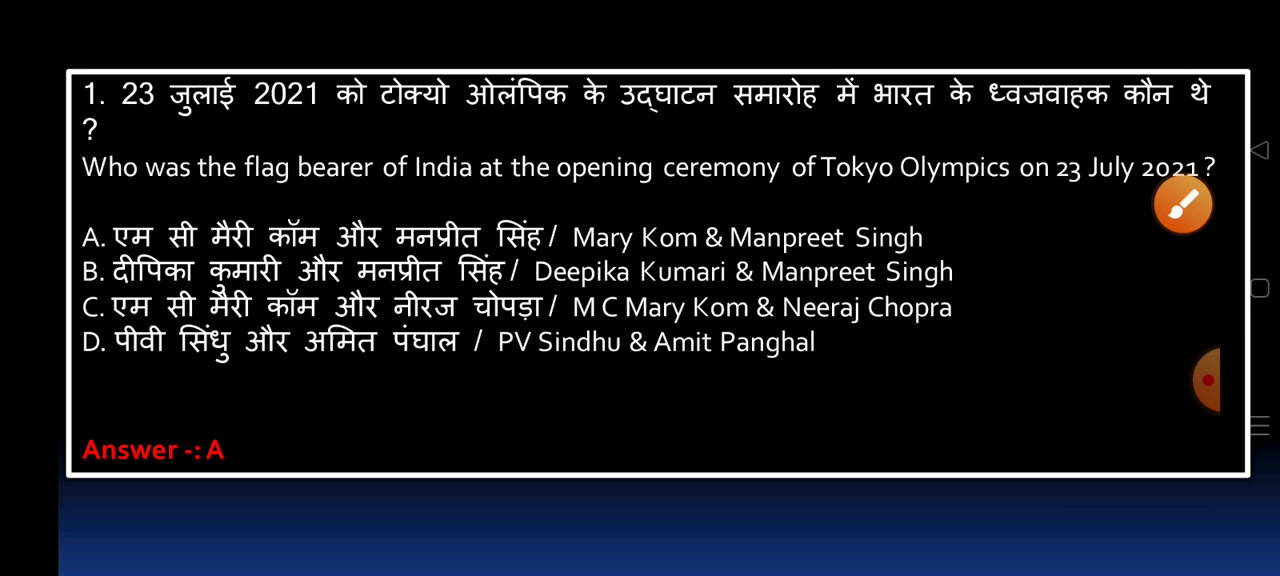 1. 23 जुलाई 2021 को टोक्यो ओलंपिक के उद्घाटन समारोह में भारत के ध्वजवाहक कौन थे
?
Who was the flag bearer of India at the opening ceremony of Tokyo Olympics on 23 July 2021 ?
A. एम सी मैरी कॉम और मनप्रीत सिंह / Mary Kom & Manpreet Singh
B. दीपिका कुमारी और मनप्रीत सिंह / Deepika Kumari & Manpreet Singh
C. एम सी मैरी कॉम और नीरज चोपड़ा / M C Mary Kom & Neeraj Chopra
D. पीवी सिंधु और अमित पंघाल / PV Sindhu & Amit Panghal
Answer -: A